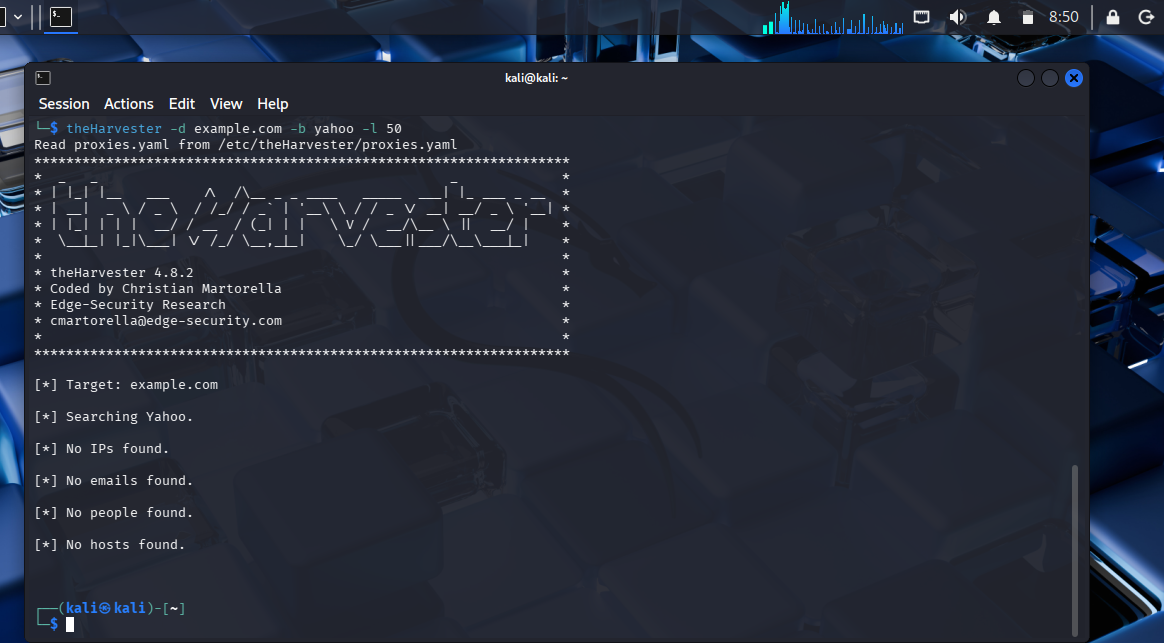 8:50
kali@kali: ~
Session Actions Edit View Help
└─$ theHarvester -d example.com -b yahoo -l 50
Read proxies.yaml from /etc/theHarvester/proxies.yaml
*******************************************************************
* theHarvester *
* *
* theHarvester 4.8.2 *
* Coded by Christian Martorella *
* Edge-Security Research *
* cmartorella@edge-security.com *
* *
*******************************************************************
[*] Target: example.com
[*] Searching Yahoo.
[*] No IPs found.
[*] No emails found.
[*] No people found.
[*] No hosts found.
┌──(kali㉿kali)-[~]
└─$